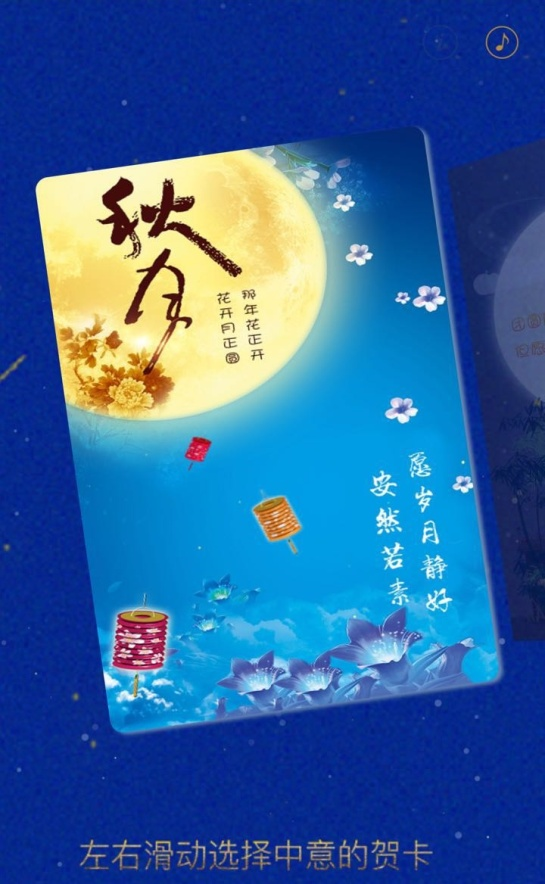 秋月
那年花正开
花开月正圆
愿岁月静好
安然若素
左右滑动选择中意的贺卡